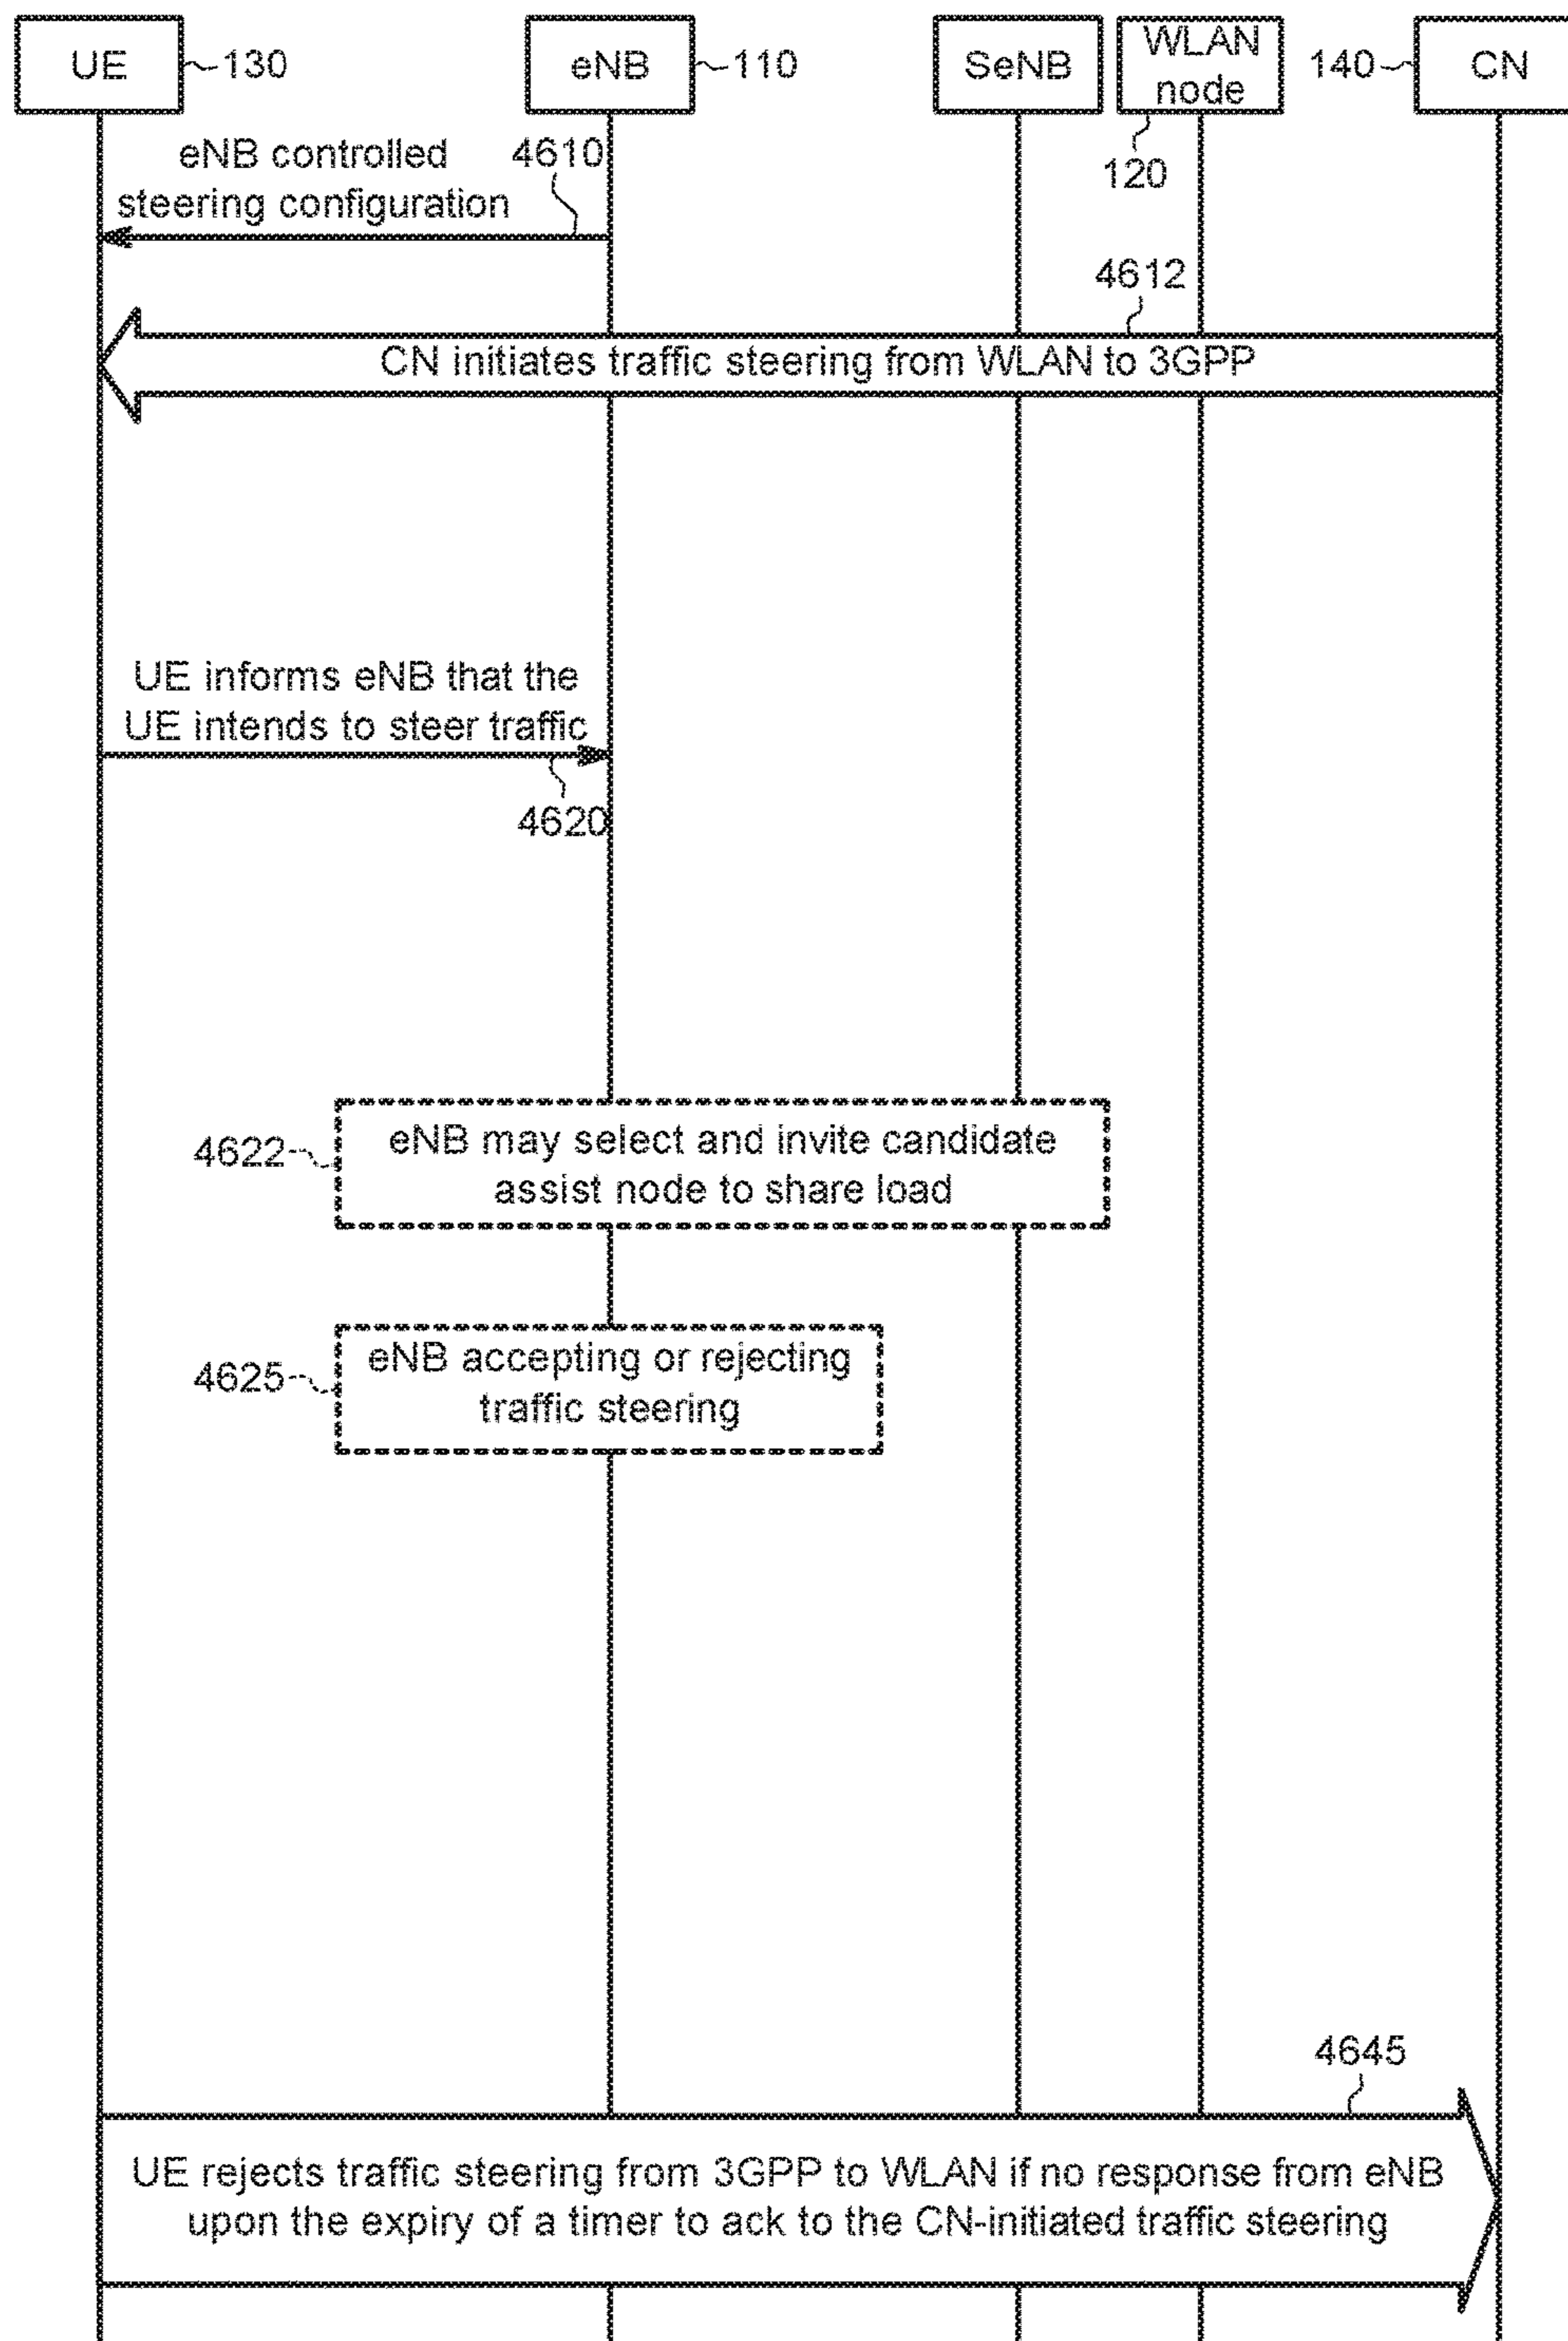 UE
130
eNB
110
SeNB
WLAN
node
120
140
CN
eNB controlled
steering configuration
4610
4612
CN initiates traffic steering from WLAN to 3GPP
UE informs eNB that the
UE intends to steer traffic
4620
4622
eNB may select and invite candidate
assist node to share load
4625
eNB accepting or rejecting
traffic steering
4645
UE rejects traffic steering from 3GPP to WLAN if no response from eNB
upon the expiry of a timer to ack to the CN-initiated traffic steering